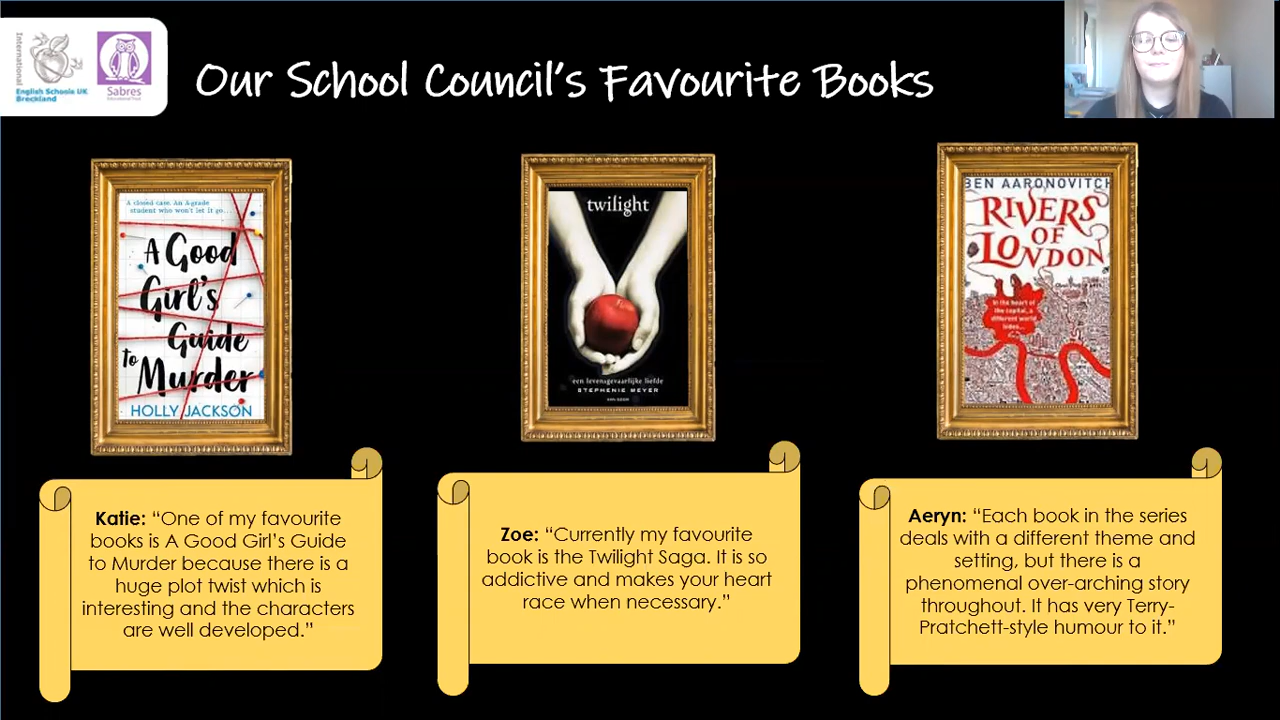 International
English Schools UK
Breckland
Sabres
Educational Trust
Our School Council's Favourite Books
A closed case. An A-grade
student who won't let it go...
A Good
Girl's
Guide
to Murder
HOLLY JACKSON
twilight
een levensgevaarlijke liefde
STEPHENIE MEYER
BEN AARONOVITCH
RIVERS
OF
LONDON
In the heart of
the capital, a
different world
hides...
Katie: “One of my favourite
books is A Good Girl’s Guide
to Murder because there is a
huge plot twist which is
interesting and the characters
are well developed.”
Zoe: “Currently my favourite
book is the Twilight Saga. It is so
addictive and makes your heart
race when necessary.”
Aeryn: “Each book in the series
deals with a different theme and
setting, but there is a
phenomenal over-arching story
throughout. It has very Terry-
Pratchett-style humour to it.”